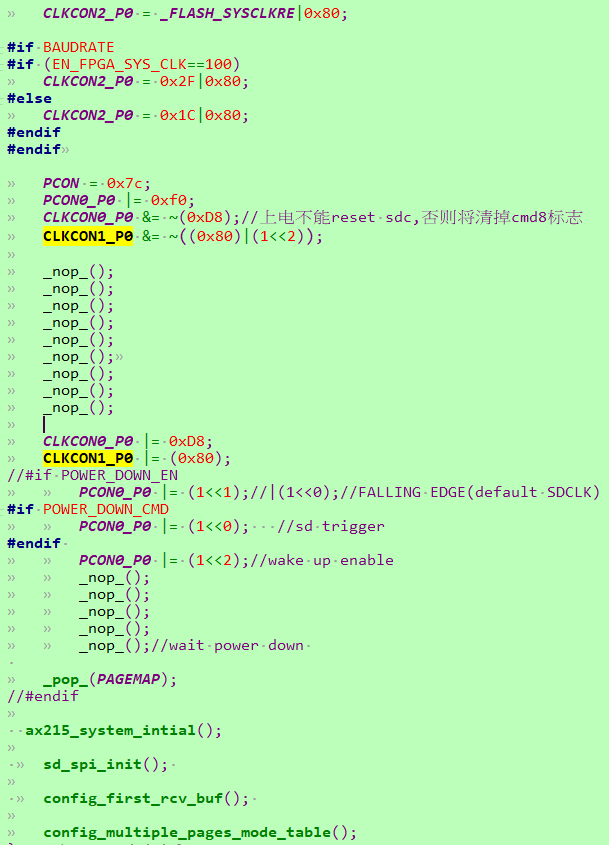 CLKCON2_P0 = _FLASH_SYSCLKRE|0x80;
#if BAUDRATE
#if (EN_FPGA_SYS_CLK==100)
CLKCON2_P0 = 0x2F|0x80;
#else
CLKCON2_P0 = 0x1C|0x80;
#endif
#endif
PCON = 0x7c;
PCON0_P0 |= 0xf0;
CLKCON0_P0 &= ~(0xD8);//上电不能reset sdc,否则将清掉cmd8标志
CLKCON1_P0 &= ~((0x80)|(1<<2));
_nop_();
_nop_();
_nop_();
_nop_();
_nop_();
_nop_();
_nop_();
_nop_();
_nop_();
CLKCON0_P0 |= 0xD8;
CLKCON1_P0 |= (0x80);
//#if POWER_DOWN_EN
PCON0_P0 |= (1<<1);//|(1<<0);//FALLING EDGE(default SDCLK)
#if POWER_DOWN_CMD
PCON0_P0 |= (1<<0);   //sd trigger
#endif
PCON0_P0 |= (1<<2);//wake up enable
_nop_();
_nop_();
_nop_();
_nop_();
_nop_();//wait power down
_pop_(PAGEMAP);
//#endif
ax215_system_intial();
sd_spi_init();
config_first_rcv_buf();
config_multiple_pages_mode_table();